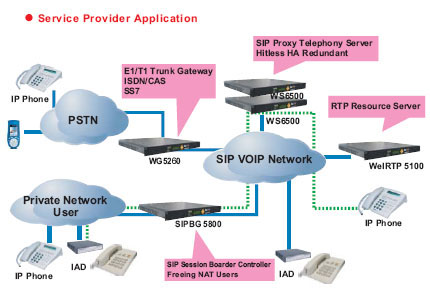 Service Provider Application
SIP Proxy Telephony Server
Hitless HA Redundant
E1/T1 Trunk Gateway
ISDN/CAS
SS7
IP Phone
WS6500
RTP Resource Server
PSTN
WS6500
WG5260
SIP VOIP Network
WelRTP 5100
Private Network
User
SIPBG 5800
IP Phone
SIP Session Boarder Controller
Freeing NAT Users
IP Phone
IAD
IAD